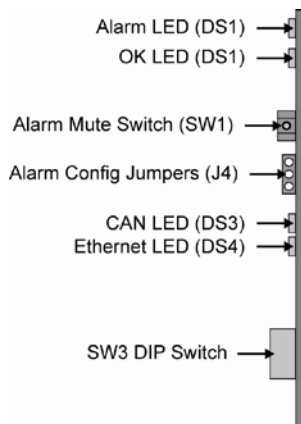 Alarm LED (DS1)
OK LED (DS1)
Alarm Mute Switch (SW1)
Alarm Config Jumpers (J4)
CAN LED (DS3)
Ethernet LED (DS4)
SW3 DIP Switch